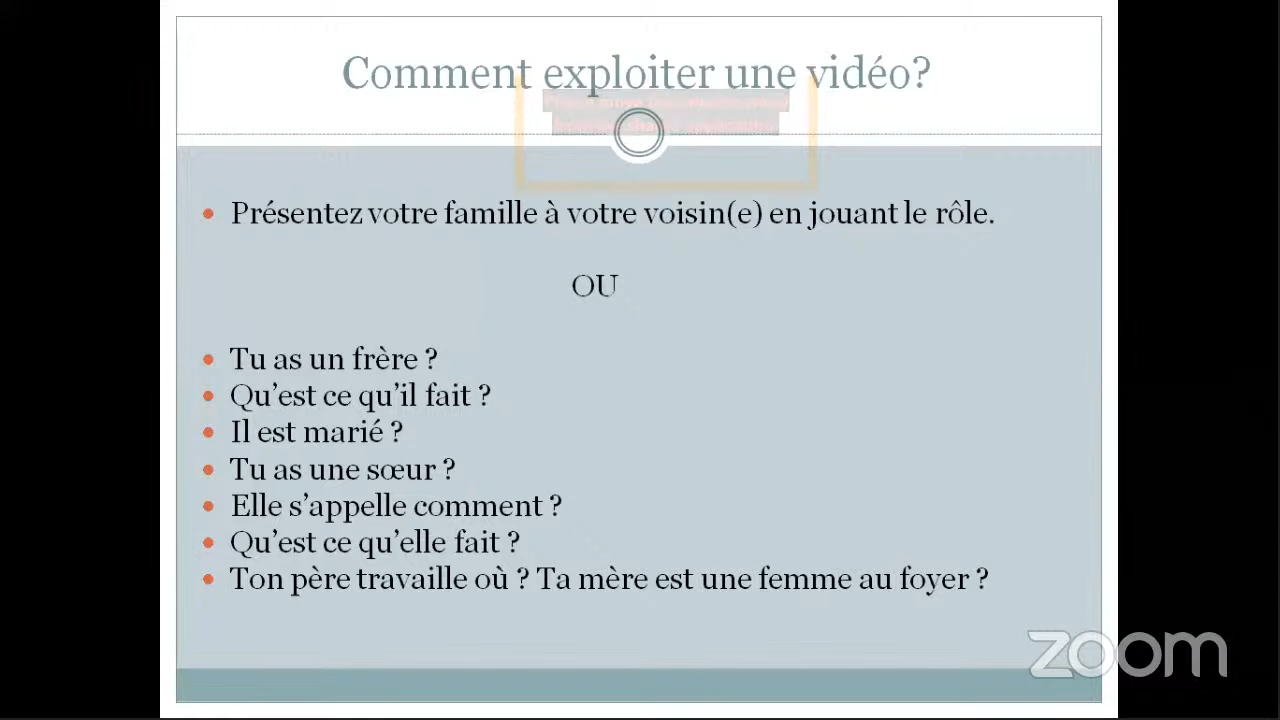 Comment exploiter une vidéo?
• Présentez votre famille à votre voisin(e) en jouant le rôle.
OU
• Tu as un frère ?
• Qu’est ce qu’il fait ?
• Il est marié ?
• Tu as une sœur ?
• Elle s’appelle comment ?
• Qu’est ce qu’elle fait ?
• Ton père travaille où ? Ta mère est une femme au foyer ?
zoom